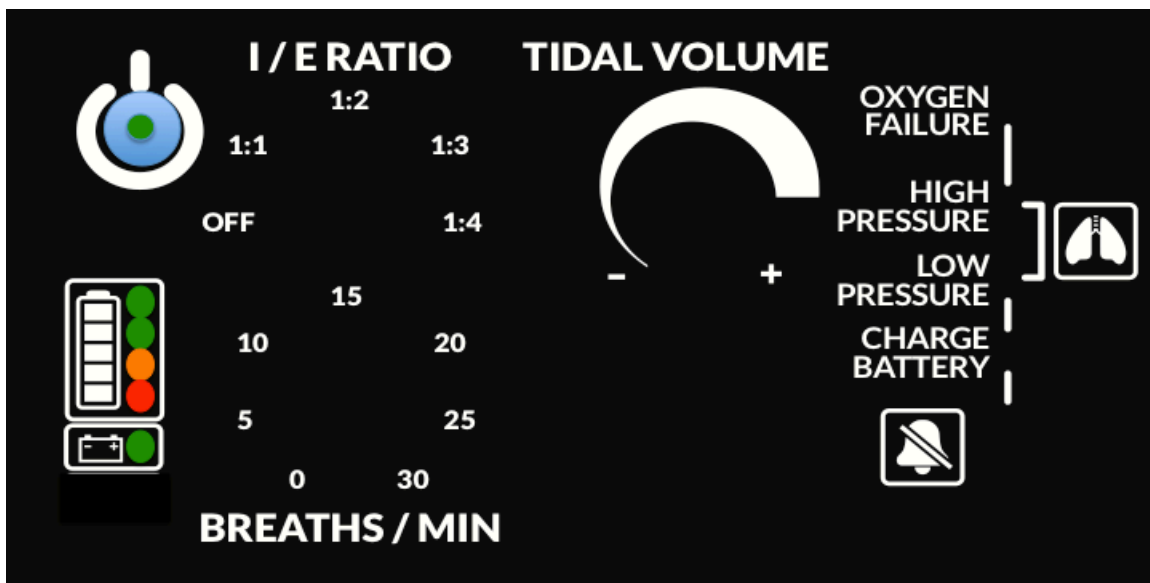 I / E RATIO
TIDAL VOLUME
1:2
1:1
1:3
OFF
1:4
15
10
20
5
25
0
30
BREATHS / MIN
-
+
OXYGEN
FAILURE
HIGH
PRESSURE
LOW
PRESSURE
CHARGE
BATTERY
- +